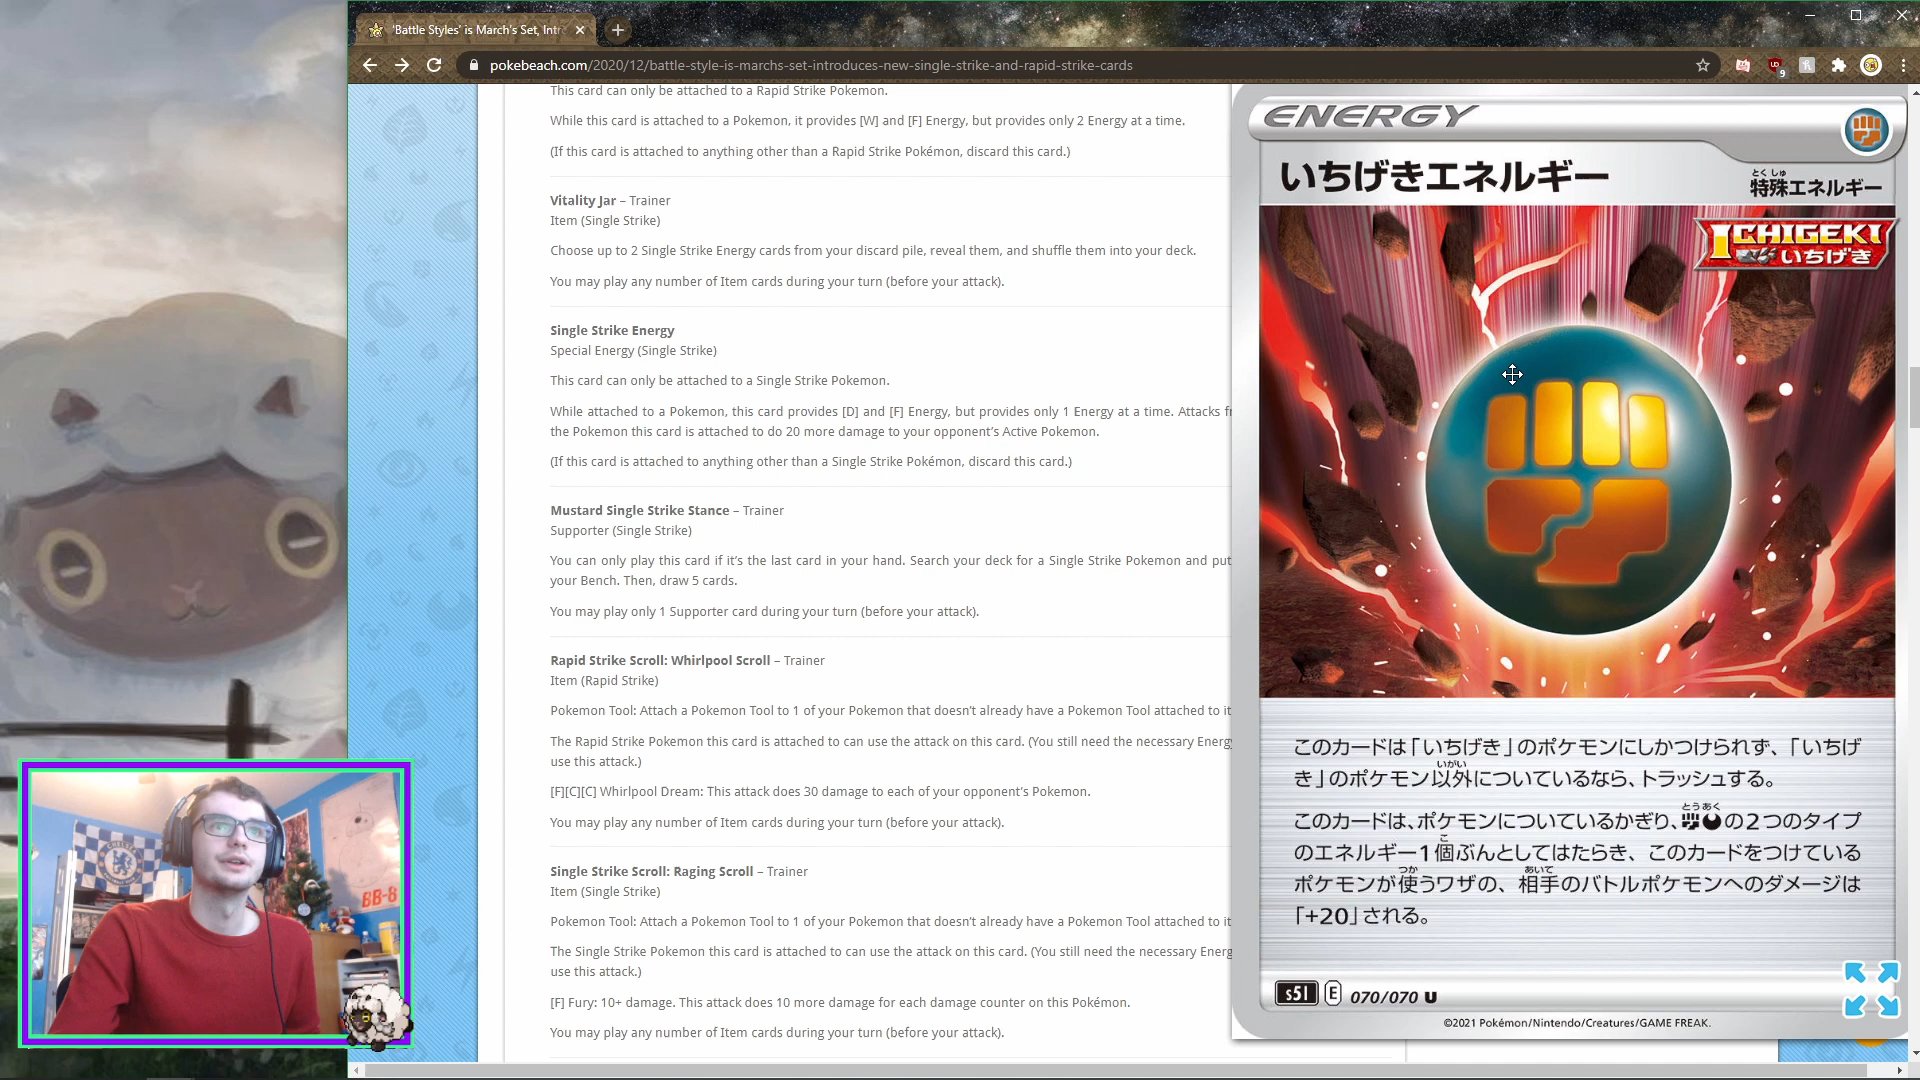 'Battle Styles' is March's Set, Intr
pokebeach.com/2020/12/battle-style-is-marchs-set-introduces-new-single-strike-and-rapid-strike-cards
9
This card can only be attached to a Rapid Strike Pokemon.
While this card is attached to a Pokemon, it provides [W] and [F] Energy, but provides only 2 Energy at a time.
(If this card is attached to anything other than a Rapid Strike Pokémon, discard this card.)
Vitality Jar – Trainer
Item (Single Strike)
Choose up to 2 Single Strike Energy cards from your discard pile, reveal them, and shuffle them into your deck.
You may play any number of Item cards during your turn (before your attack).
Single Strike Energy
Special Energy (Single Strike)
This card can only be attached to a Single Strike Pokemon.
While attached to a Pokemon, this card provides [D] and [F] Energy, but provides only 1 Energy at a time. Attacks fr
the Pokemon this card is attached to do 20 more damage to your opponent's Active Pokemon.
(If this card is attached to anything other than a Single Strike Pokémon, discard this card.)
Mustard Single Strike Stance – Trainer
Supporter (Single Strike)
You can only play this card if it's the last card in your hand. Search your deck for a Single Strike Pokemon and put
your Bench. Then, draw 5 cards.
You may play only 1 Supporter card during your turn (before your attack).
Rapid Strike Scroll: Whirlpool Scroll – Trainer
Item (Rapid Strike)
Pokemon Tool: Attach a Pokemon Tool to 1 of your Pokemon that doesn't already have a Pokemon Tool attached to it
The Rapid Strike Pokemon this card is attached to can use the attack on this card. (You still need the necessary Energy
use this attack.)
[F][C][C] Whirlpool Dream: This attack does 30 damage to each of your opponent's Pokemon.
You may play any number of Item cards during your turn (before your attack).
Single Strike Scroll: Raging Scroll – Trainer
Item (Single Strike)
Pokemon Tool: Attach a Pokemon Tool to 1 of your Pokemon that doesn't already have a Pokemon Tool attached to it
The Single Strike Pokemon this card is attached to can use the attack on this card. (You still need the necessary Energ
use this attack.)
[F] Fury: 10+ damage. This attack does 10 more damage for each damage counter on this Pokémon.
You may play any number of Item cards during your turn (before your attack).
ENERGY
いちげきエネルギー
とくしゅ
特殊エネルギー
ICHIGEKI
いちげき
このカードは「いちげき」のポケモンにしかつけられず、「いちげ
いがい
き」のポケモン以外についているなら、トラッシュする。
とうあく
このカードは、ポケモンについているかぎり、の2つのタイプ
こ
のエネルギー1個ぶんとしてはたらき、このカードをつけている
つか あいて
ポケモンが使うワザの、相手のバトルポケモンへのダメージは
「+20」される。
s5I E 070/070 U
©2021 Pokémon/Nintendo/Creatures/GAME FREAK.
BB-8